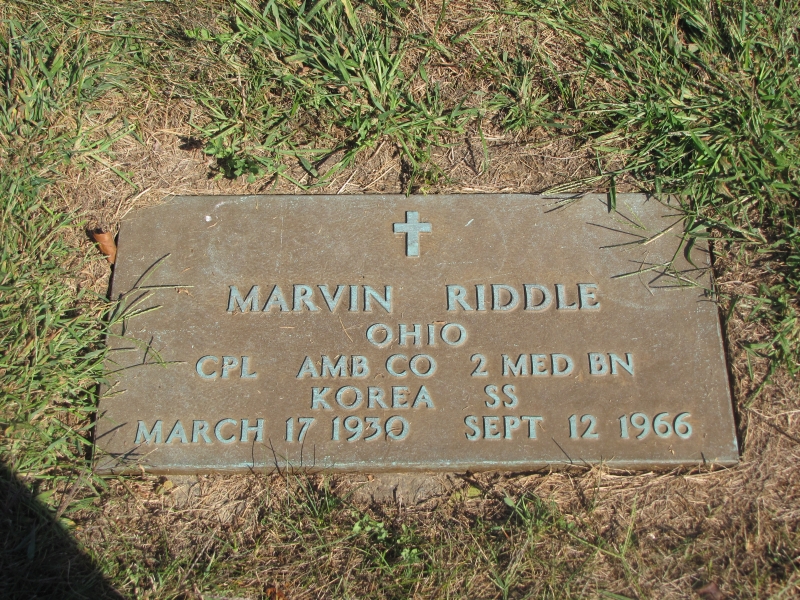 MARVIN RIDDLE
OHIO
CPL AMB CO 2 MED BN
KOREA SS
MARCH 17 1930 SEPT 12 1966